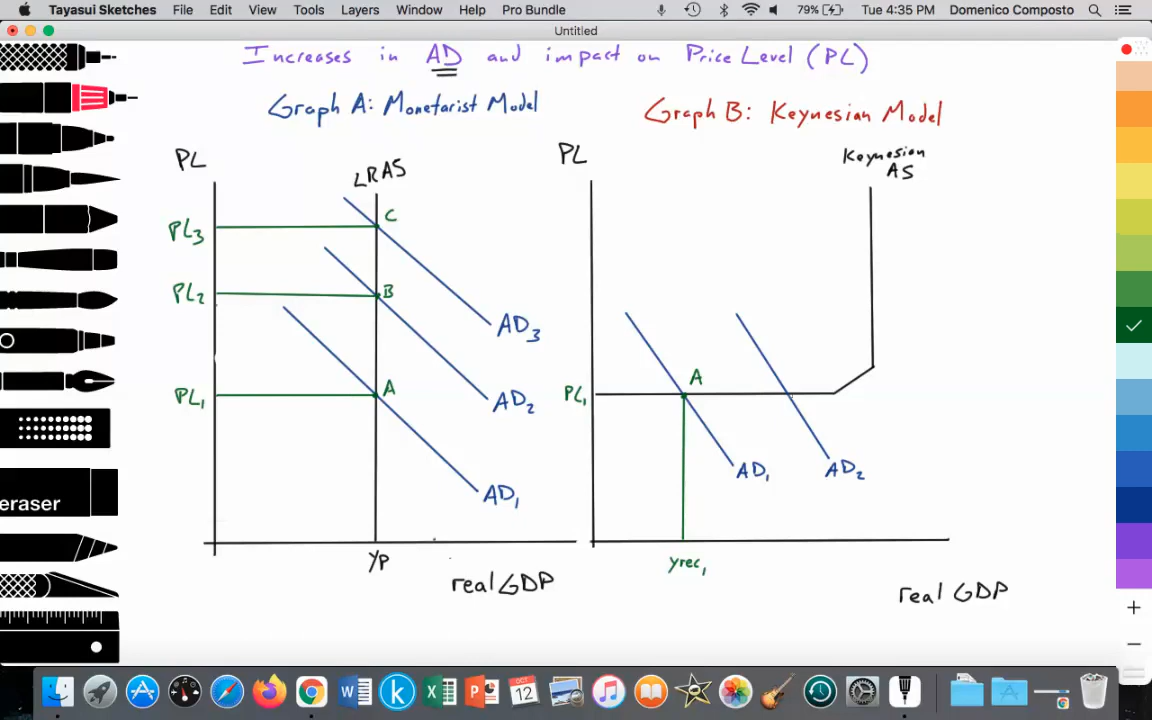 Tayasui Sketches File Edit View Tools Layers Window Help Pro Bundle 79% Tue 4:35 PM Domenico Composto
Untitled
Increases in AD and impact on Price Level (PL)
Graph A: Monetarist Model
Graph B: Keynesian Model
PL
LRAS
PL3
C
PL2
B
PL1
A
AD3
AD2
AD1
YP
real GDP
PL
Keynesian
AS
PL1
A
AD1
AD2
Yrec1
real GDP
eraser
OCT
12